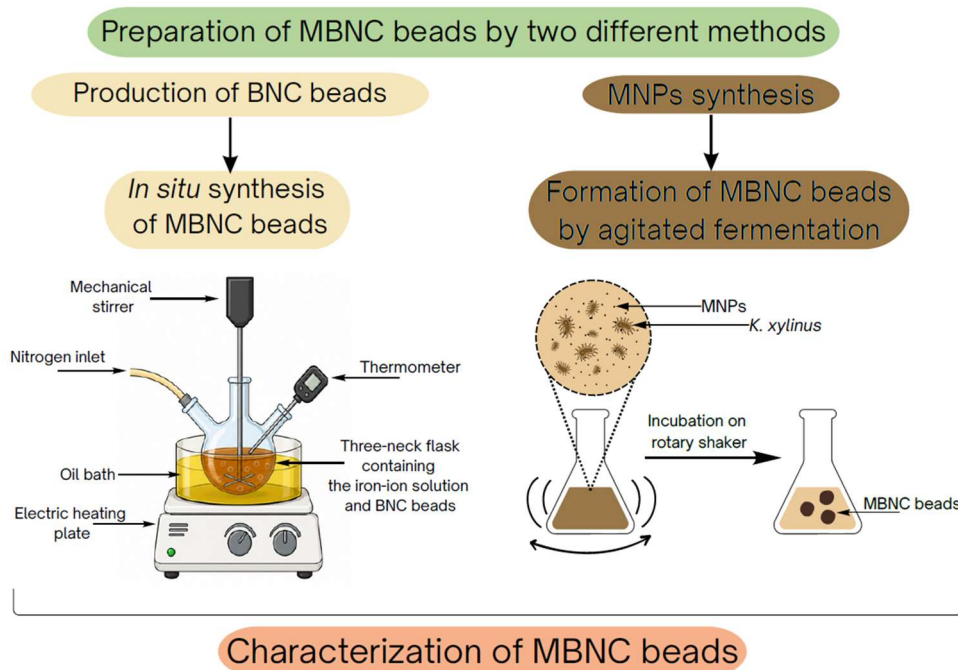 Preparation of MBNC beads by two different methods
Production of BNC beads
In situ synthesis
of MBNC beads
Mechanical
stirrer
Nitrogen inlet
Thermometer
Oil bath
Three-neck flask
containing
the iron-ion solution
and BNC beads
Electric heating
plate
MNPs synthesis
Formation of MBNC beads
by agitated fermentation
MNPs
K. xylinus
Incubation on
rotary shaker
MBNC beads
Characterization of MBNC beads